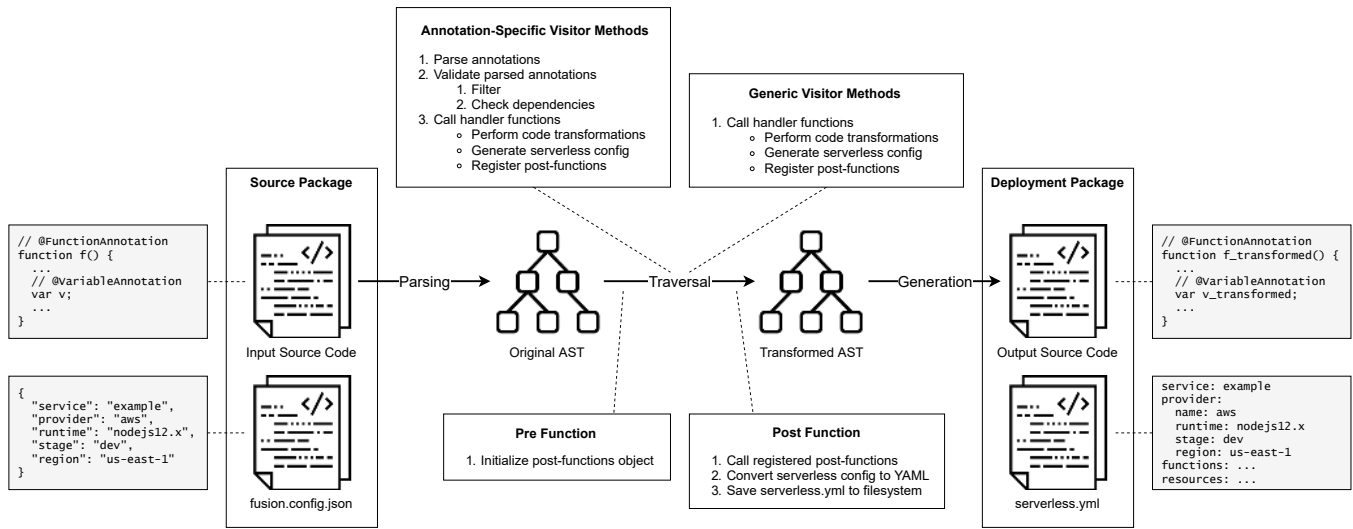 Annotation-Specific Visitor Methods
1. Parse annotations
2. Validate parsed annotations
1. Filter
2. Check dependencies
3. Call handler functions
Perform code transformations
Generate serverless config
Register post-functions
Generic Visitor Methods
1. Call handler functions
Perform code transformations
Generate serverless config
Register post-functions
Source Package
Deployment Package
// @FunctionAnnotation
function f() {
...
// @VariableAnnotation
var v;
...
}
</>
Input Source Code
Parsing
Original AST
Traversal
Transformed AST
Generation
</>
Output Source Code
// @FunctionAnnotation
function f_transformed() {
...
// @VariableAnnotation
var v_transformed;
...
}
{
"service": "example",
"provider": "aws",
"runtime": "nodejs12.x",
"stage": "dev",
"region": "us-east-1"
}
</>
fusion.config.json
Pre Function
1. Initialize post-functions object
Post Function
1. Call registered post-functions
2. Convert serverless config to YAML
3. Save serverless.yml to filesystem
</>
serverless.yml
service: example
provider:
name: aws
runtime: nodejs12.x
stage: dev
region: us-east-1
functions: ...
resources: ...